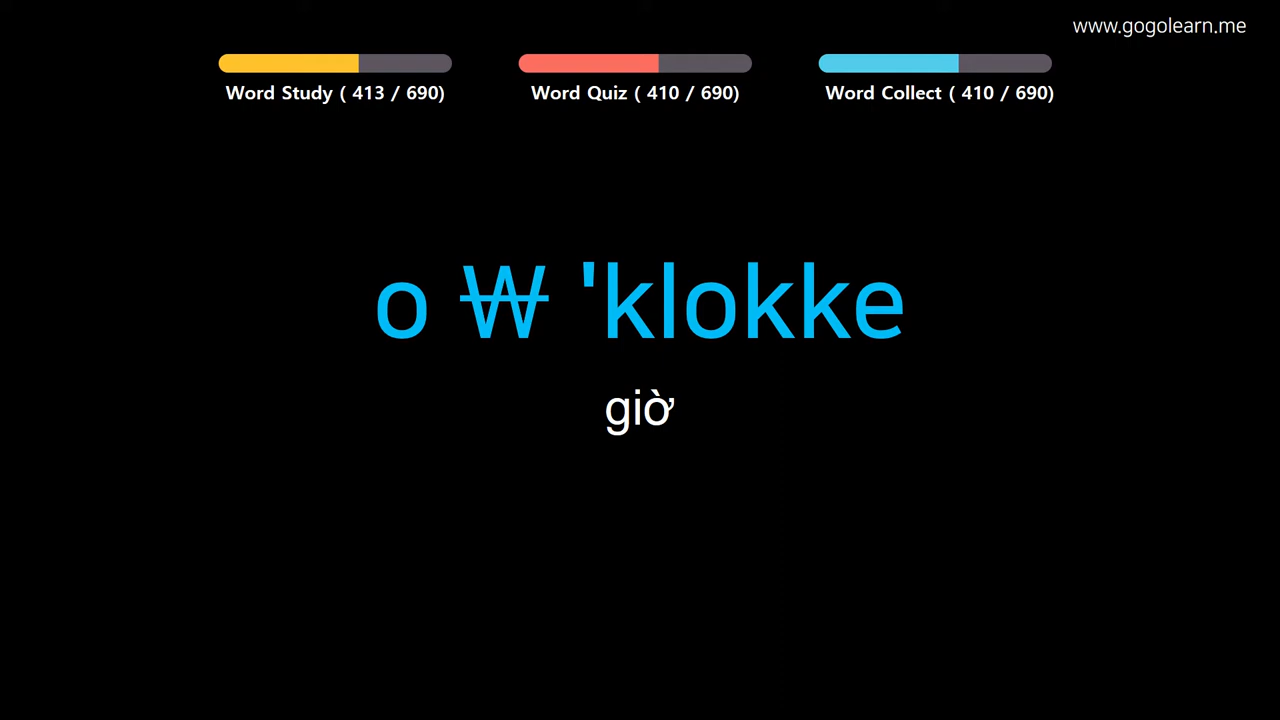 www.gogolearn.me
Word Study ( 413 / 690)
Word Quiz ( 410 / 690)
Word Collect ( 410 / 690)
o ₩ 'klokke
giờ